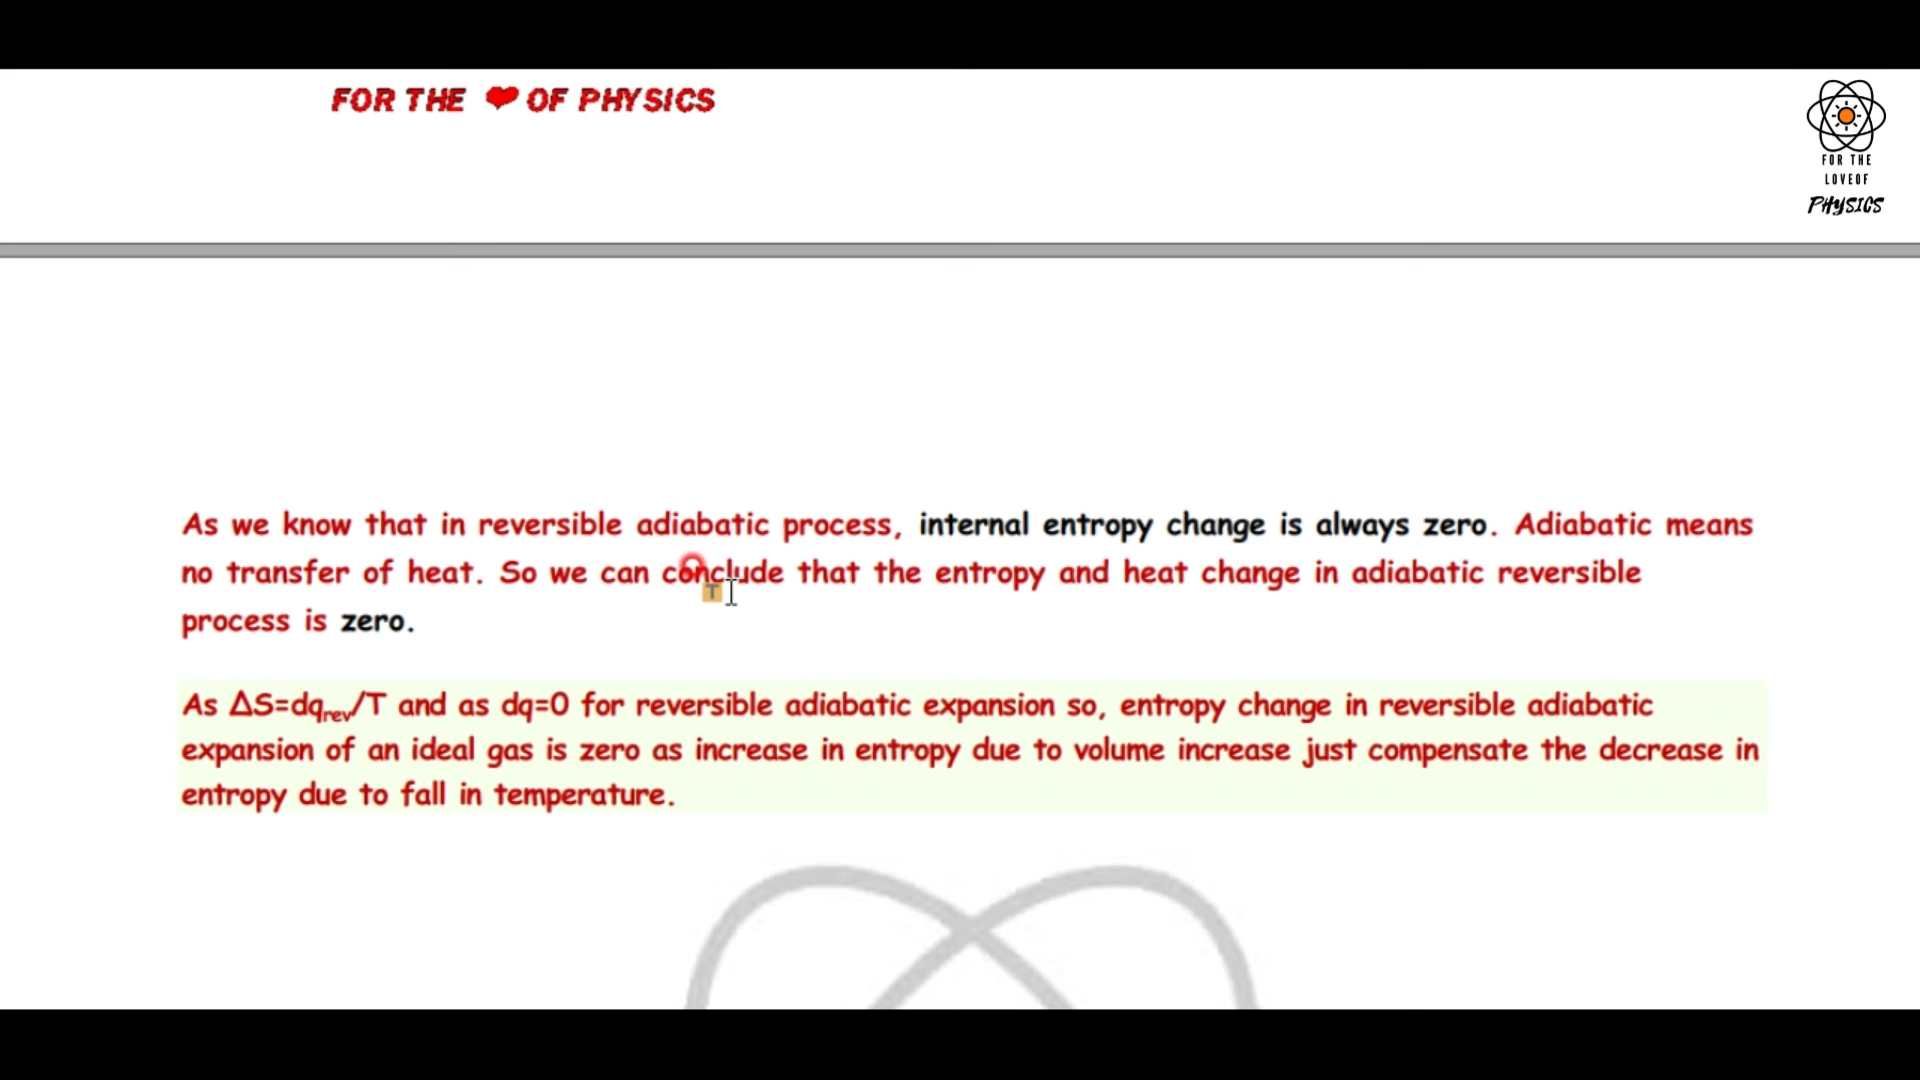 FOR THE ❤ OF PHYSICS
FOR THE
LOVEOF
PHYSICS
As we know that in reversible adiabatic process, internal entropy change is always zero. Adiabatic means
no transfer of heat. So we can conclude that the entropy and heat change in adiabatic reversible
process is zero.
As ΔS=dqrev/T and as dq=0 for reversible adiabatic expansion so, entropy change in reversible adiabatic
expansion of an ideal gas is zero as increase in entropy due to volume increase just compensate the decrease in
entropy due to fall in temperature.